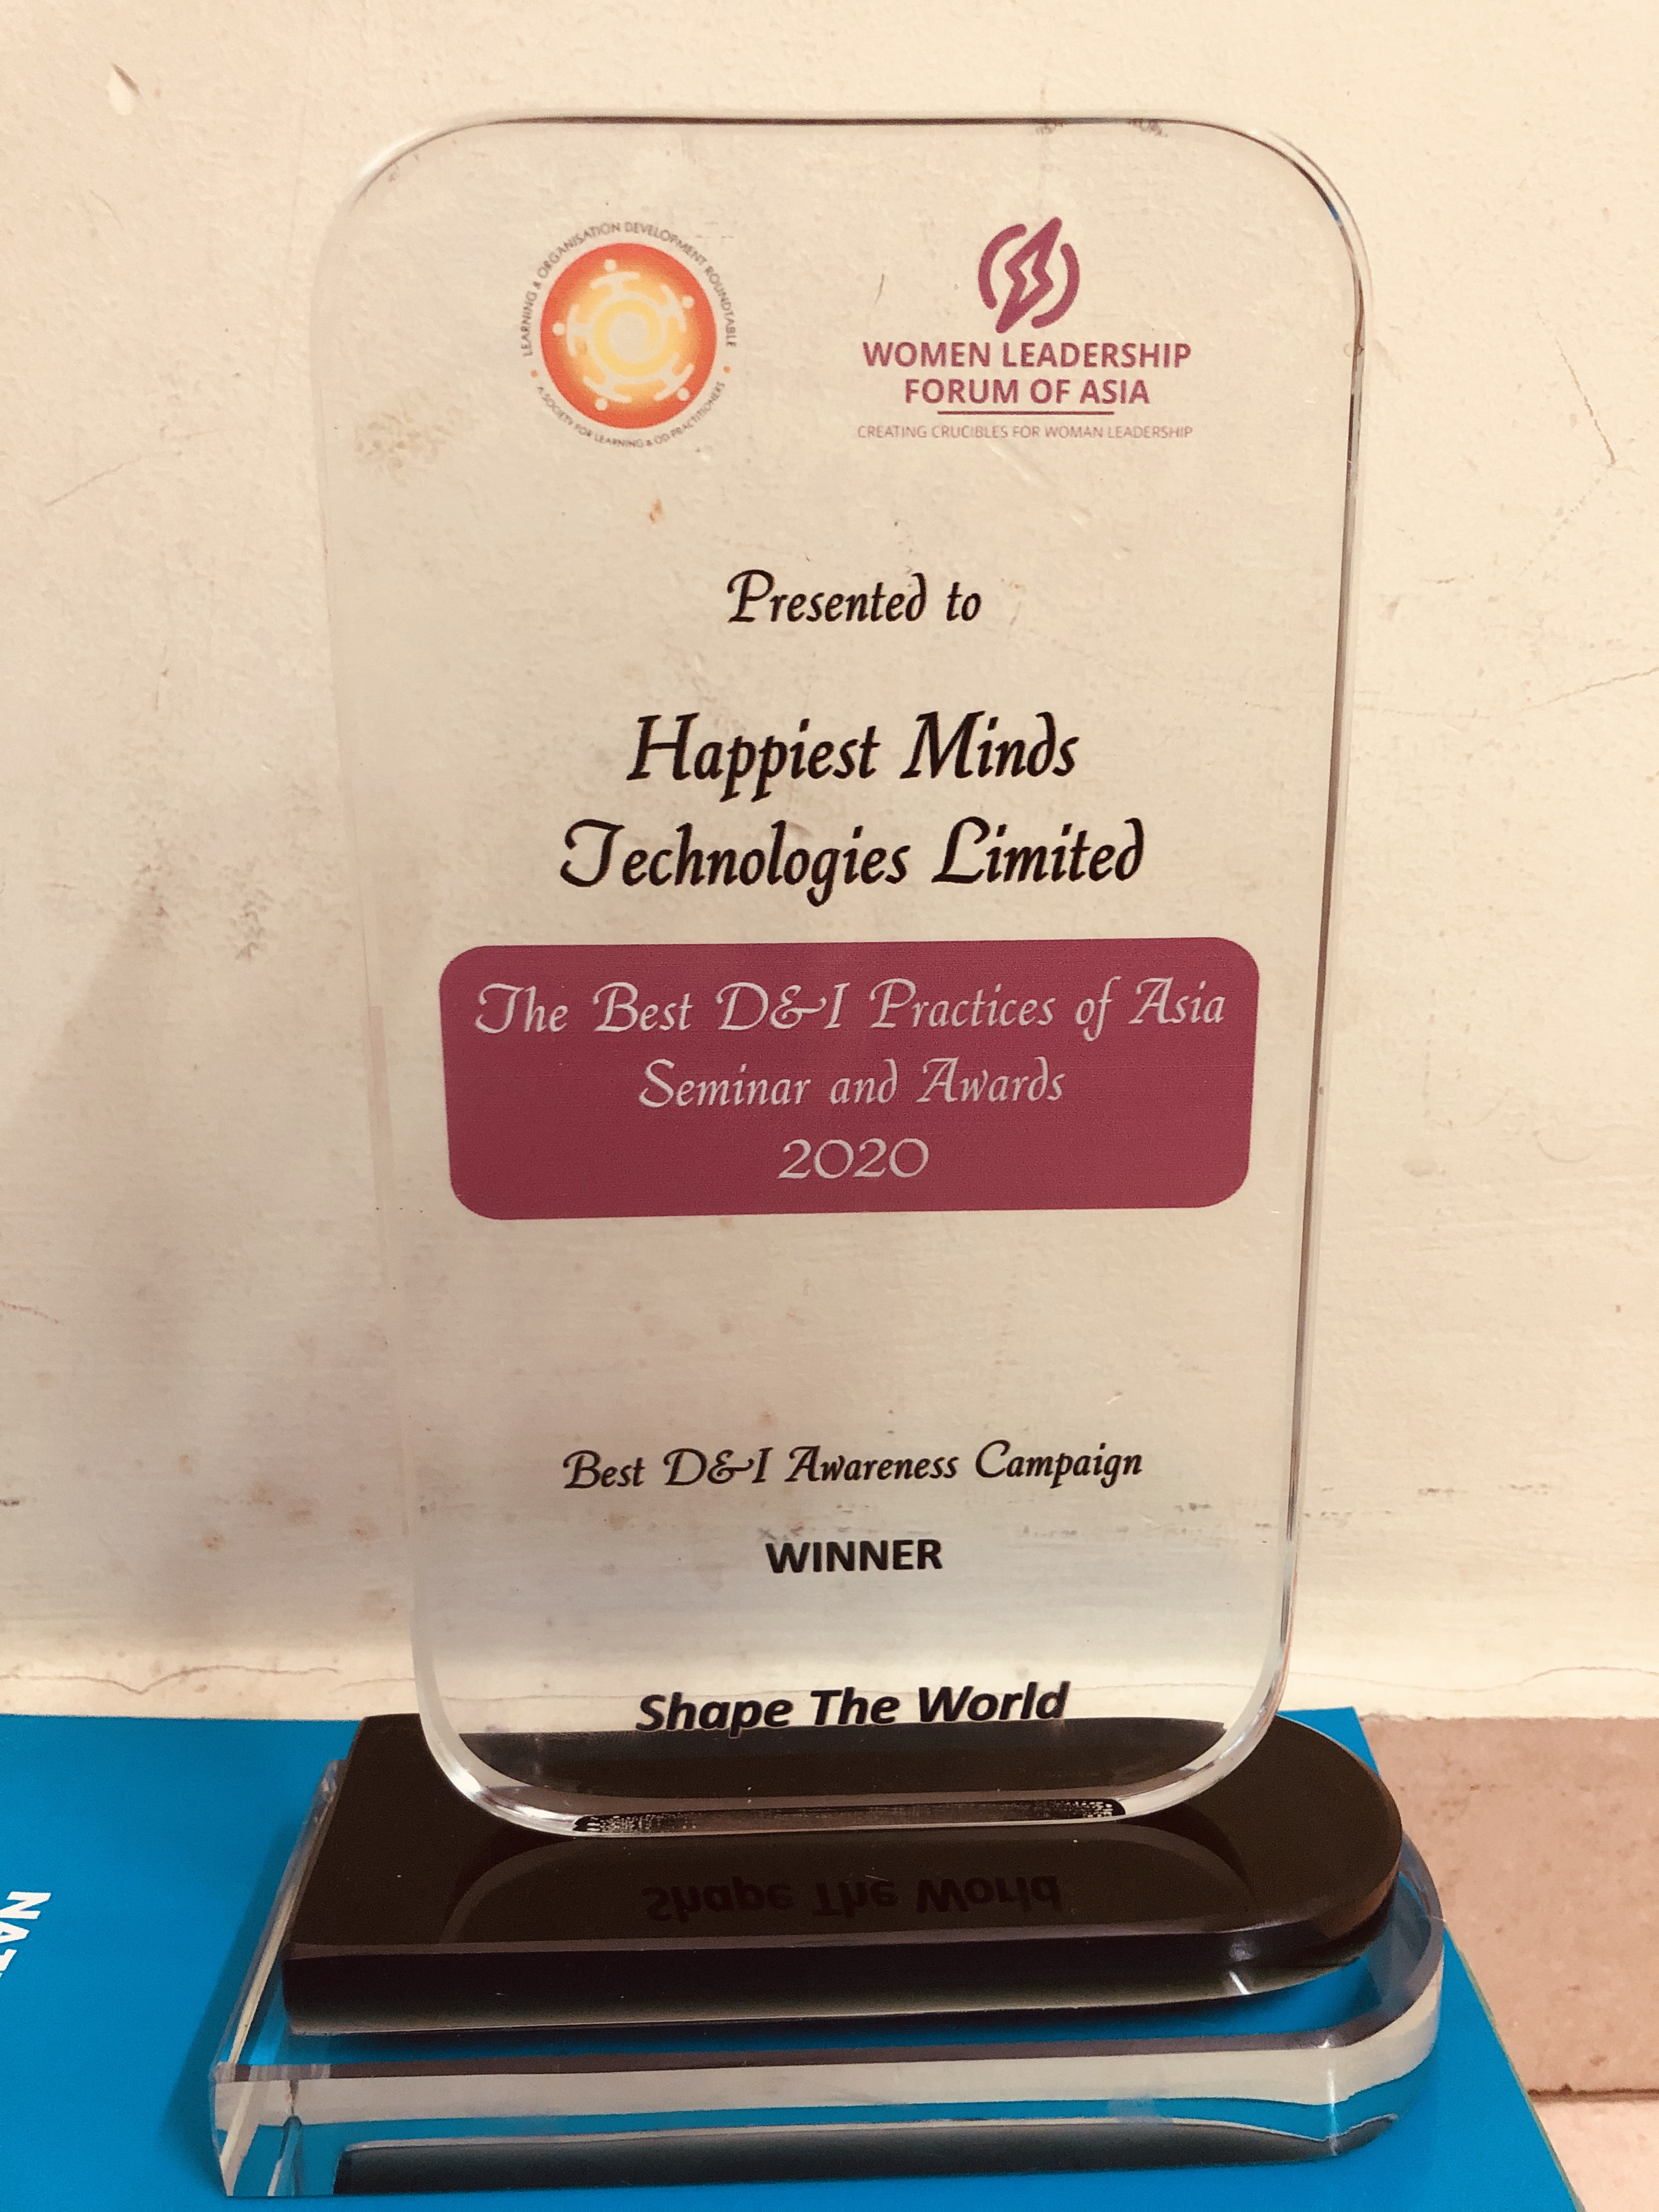 LEARNING & ORGANISATION DEVELOPMENT ROUNDTABLE
A SOCIETY FOR LEARNING & OD PRACTITIONERS
WOMEN LEADERSHIP
FORUM OF ASIA
CREATING CRUCIBLES FOR WOMAN LEADERSHIP
Presented to
Happiest Minds
Technologies Limited
The Best D&I Practices of Asia
Seminar and Awards
2020
Best D&I Awareness Campaign
WINNER
Shape The World